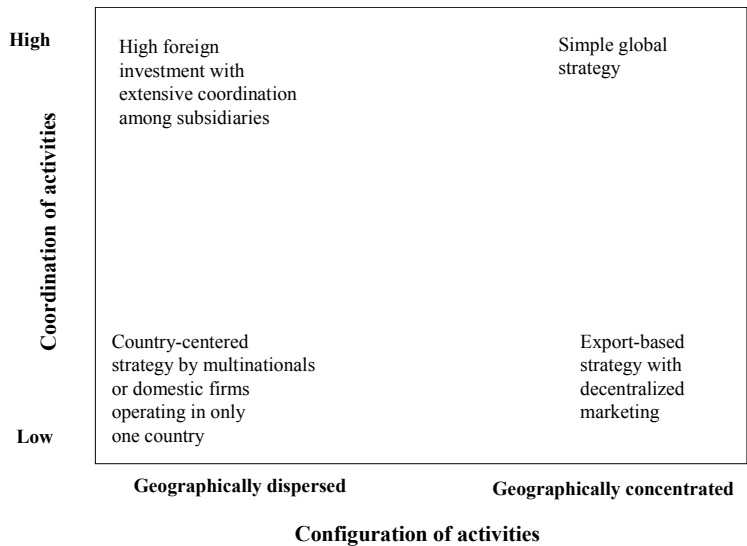 High
Coordination of activities
Low
High foreign
investment with
extensive coordination
among subsidiaries
Simple global
strategy
Country-centered
strategy by multinationals
or domestic firms
operating in only
one country
Export-based
strategy with
decentralized
marketing
Geographically dispersed
Geographically concentrated
Configuration of activities